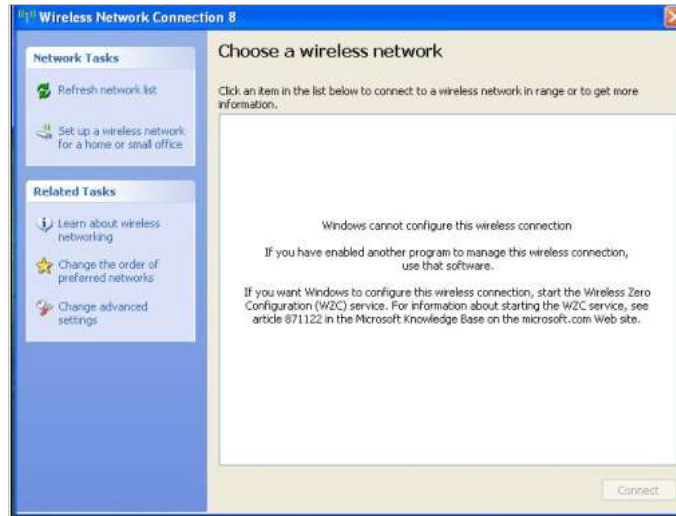 Wireless Network Connection 8
Network Tasks
Refresh network list
Set up a wireless network
for a home or small office
Related Tasks
Learn about wireless
networking
Change the order of
preferred networks
Change advanced
settings
Choose a wireless network
Click an item in the list below to connect to a wireless network in range or to get more
information.
Windows cannot configure this wireless connection
If you have enabled another program to manage this wireless connection,
use that software.
If you want Windows to configure this wireless connection, start the Wireless Zero
Configuration (WZC) service. For information about starting the WZC service, see
article 871122 in the Microsoft Knowledge Base on the microsoft.com Web site.
Connect